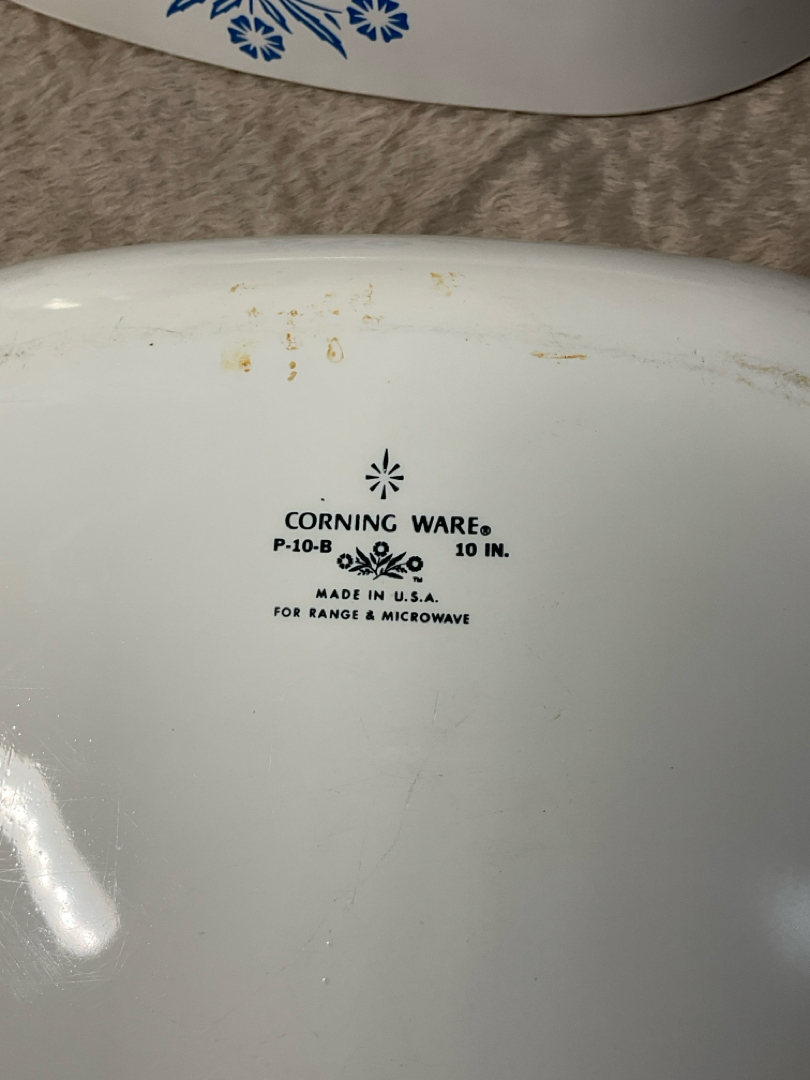 CORNING WARE®
P-10-B 10 IN.
™
MADE IN U.S.A.
FOR RANGE & MICROWAVE